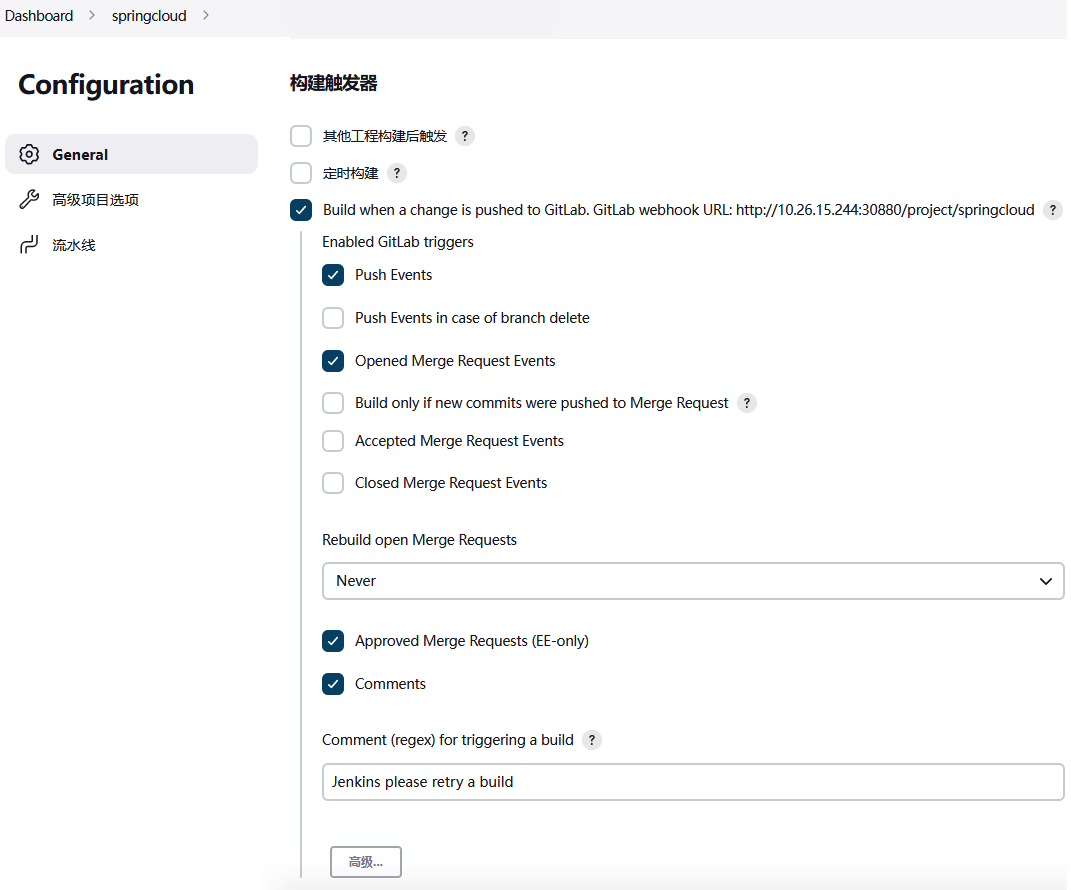 Dashboard > springcloud >
Configuration
General
高级项目选项
流水线
构建触发器
其他工程构建后触发 ?
定时构建 ?
Build when a change is pushed to GitLab. GitLab webhook URL: http://10.26.15.244:30880/project/springcloud ?
Enabled GitLab triggers
Push Events
Push Events in case of branch delete
Opened Merge Request Events
Build only if new commits were pushed to Merge Request ?
Accepted Merge Request Events
Closed Merge Request Events
Rebuild open Merge Requests
Never
Approved Merge Requests (EE-only)
Comments
Comment (regex) for triggering a build ?
Jenkins please retry a build
高级...